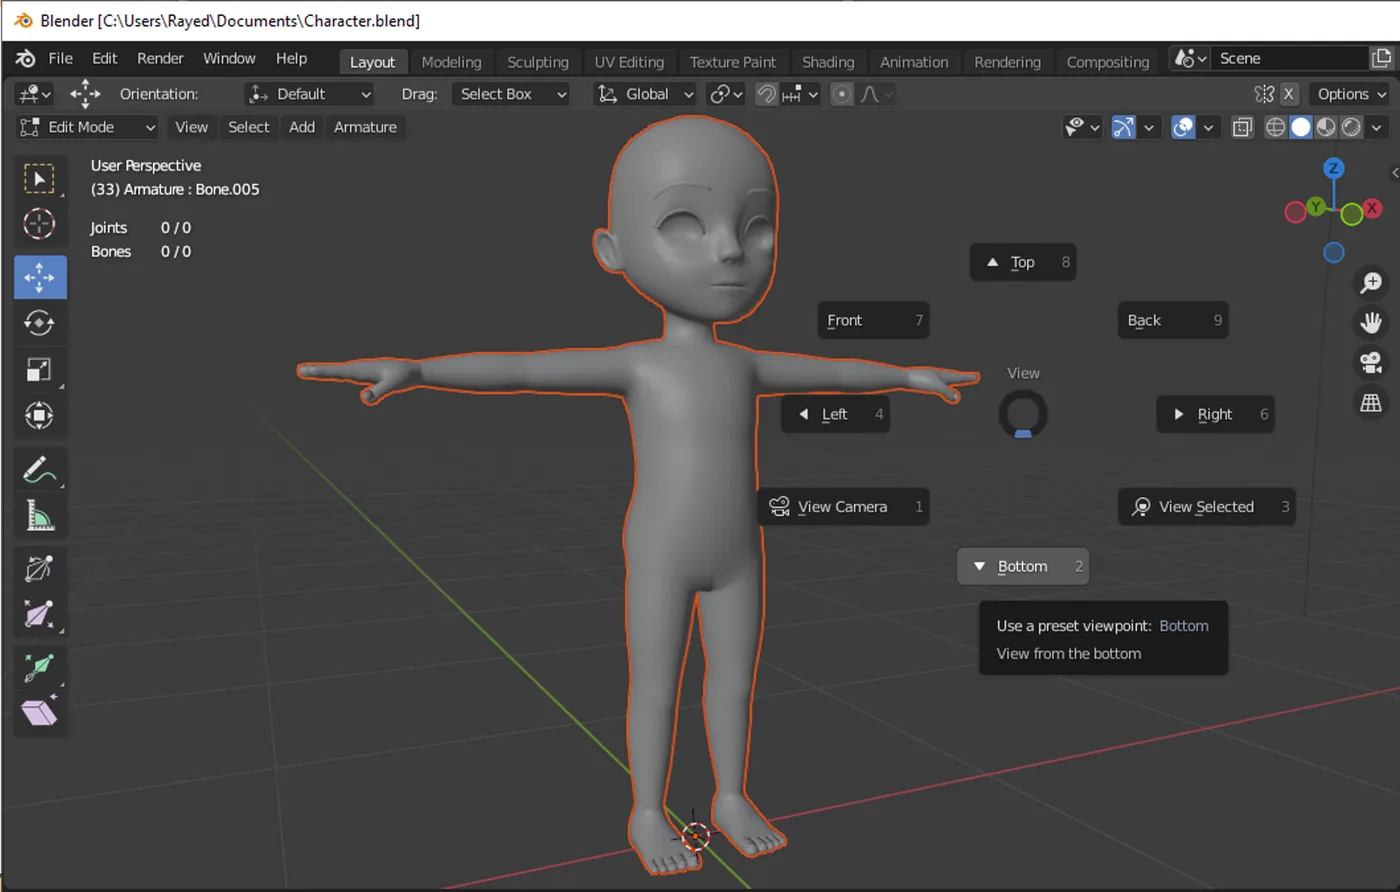 Blender [C:\Users\Rayed\Documents\Character.blend]
File Edit Render Window Help Layout Modeling Sculpting UV Editing Texture Paint Shading Animation Rendering Compositing Scene
Orientation: Default Drag: Select Box Global X Options
Edit Mode View Select Add Armature
User Perspective
(33) Armature : Bone.005
Joints 0 / 0
Bones 0 / 0
Z
Y X
Top 8
Front 7 Back 9
View
Left 4 Right 6
View Camera 1 View Selected 3
Bottom 2
Use a preset viewpoint: Bottom
View from the bottom